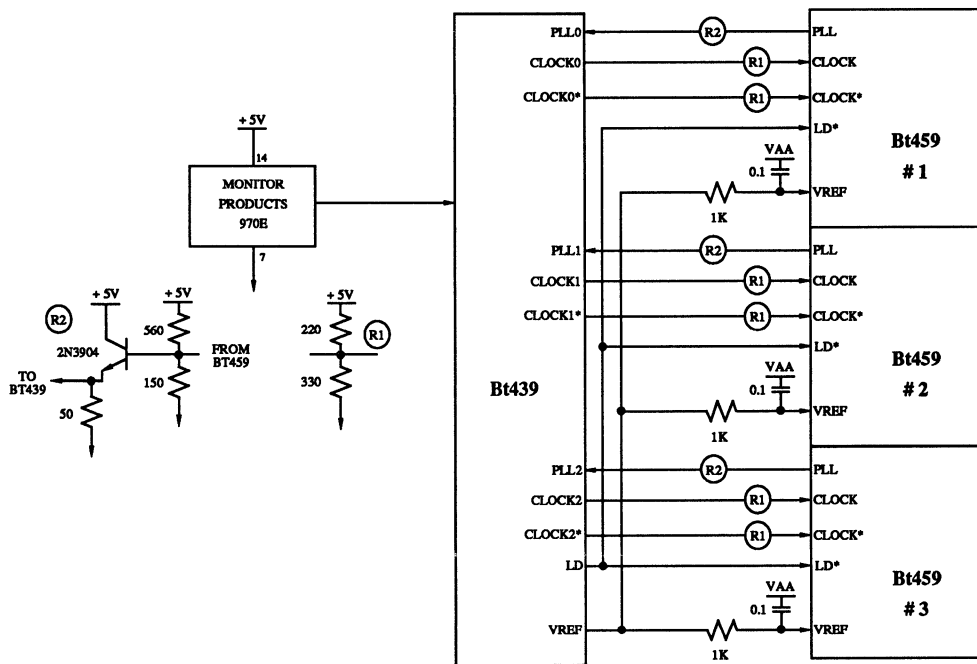 PLL0
R2
PLL
CLOCK0
R1
CLOCK
CLOCK0*
R1
CLOCK*
LD*
Bt459
# 1
VAA
0.1
1K
VREF
+ 5V
14
MONITOR
PRODUCTS
970E
7
PLL1
R2
PLL
CLOCK1
R1
CLOCK
CLOCK1*
R1
CLOCK*
LD*
Bt459
# 2
VAA
0.1
1K
VREF
R2
+ 5V
+ 5V
560
2N3904
FROM
BT459
TO
BT439
150
50
+ 5V
220
R1
330
Bt439
PLL2
R2
PLL
CLOCK2
R1
CLOCK
CLOCK2*
R1
CLOCK*
LD
LD*
Bt459
# 3
VAA
0.1
VREF
1K
VREF